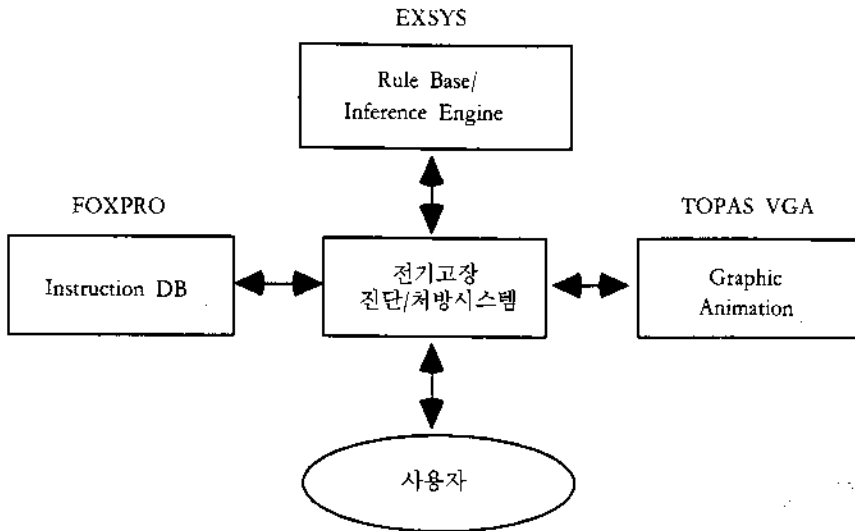 EXSYS
Rule Base/
Inference Engine
FOXPRO
TOPAS VGA
Instruction DB
전기고장
진단/처방시스템
Graphic
Animation
사용자